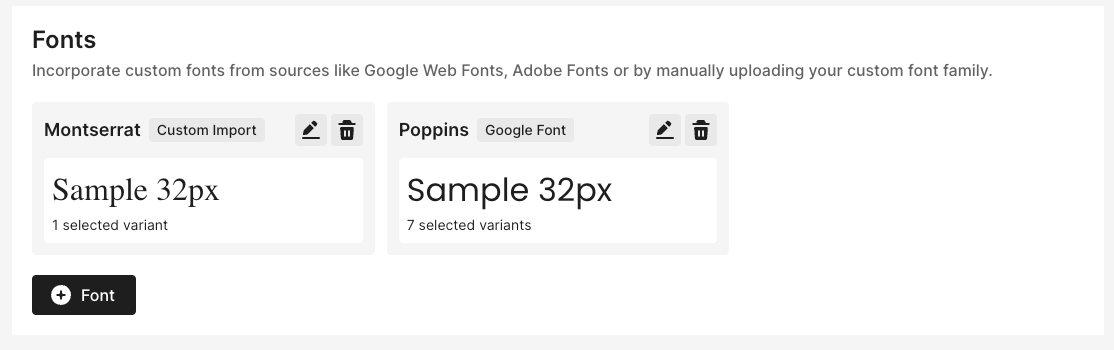 Fonts
Incorporate custom fonts from sources like Google Web Fonts, Adobe Fonts or by manually uploading your custom font family.
Montserrat Custom Import
Sample 32px
1 selected variant
Poppins Google Font
Sample 32px
7 selected variants
Font